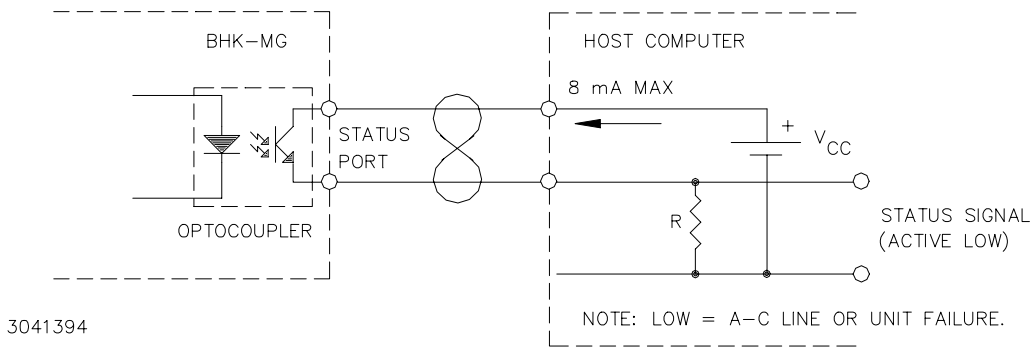 BHK-MG
HOST COMPUTER
8 mA MAX
STATUS
PORT
+
VCC
R
OPTOCOUPLER
STATUS SIGNAL
(ACTIVE LOW)
NOTE: LOW = A-C LINE OR UNIT FAILURE.
3041394